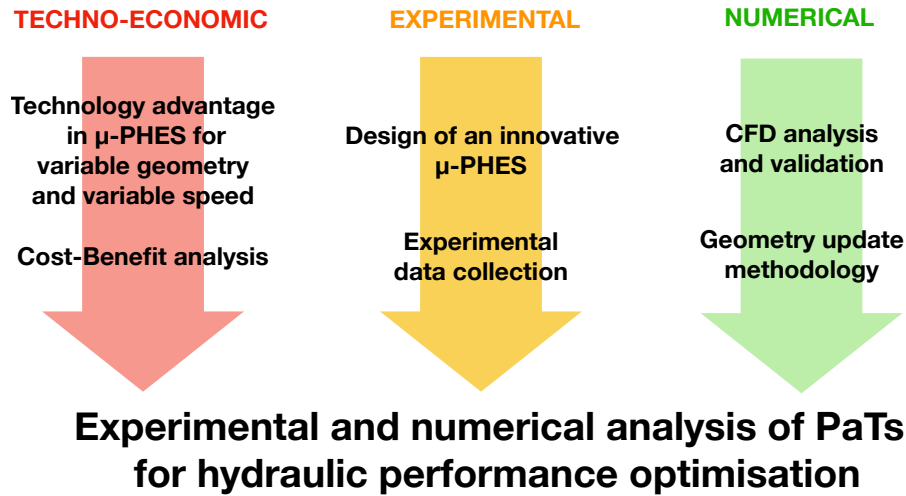 TECHNO-ECONOMIC
Technology advantage
in μ-PHES for
variable geometry
and variable speed
Cost-Benefit analysis
EXPERIMENTAL
Design of an innovative
μ-PHES
Experimental
data collection
NUMERICAL
CFD analysis
and validation
Geometry update
methodology
Experimental and numerical analysis of PaTs
for hydraulic performance optimisation